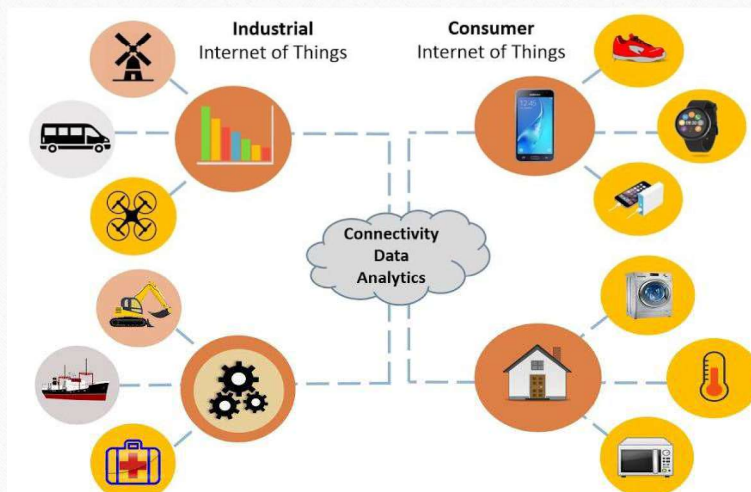 Industrial
Internet of Things
Consumer
Internet of Things
Connectivity
Data
Analytics